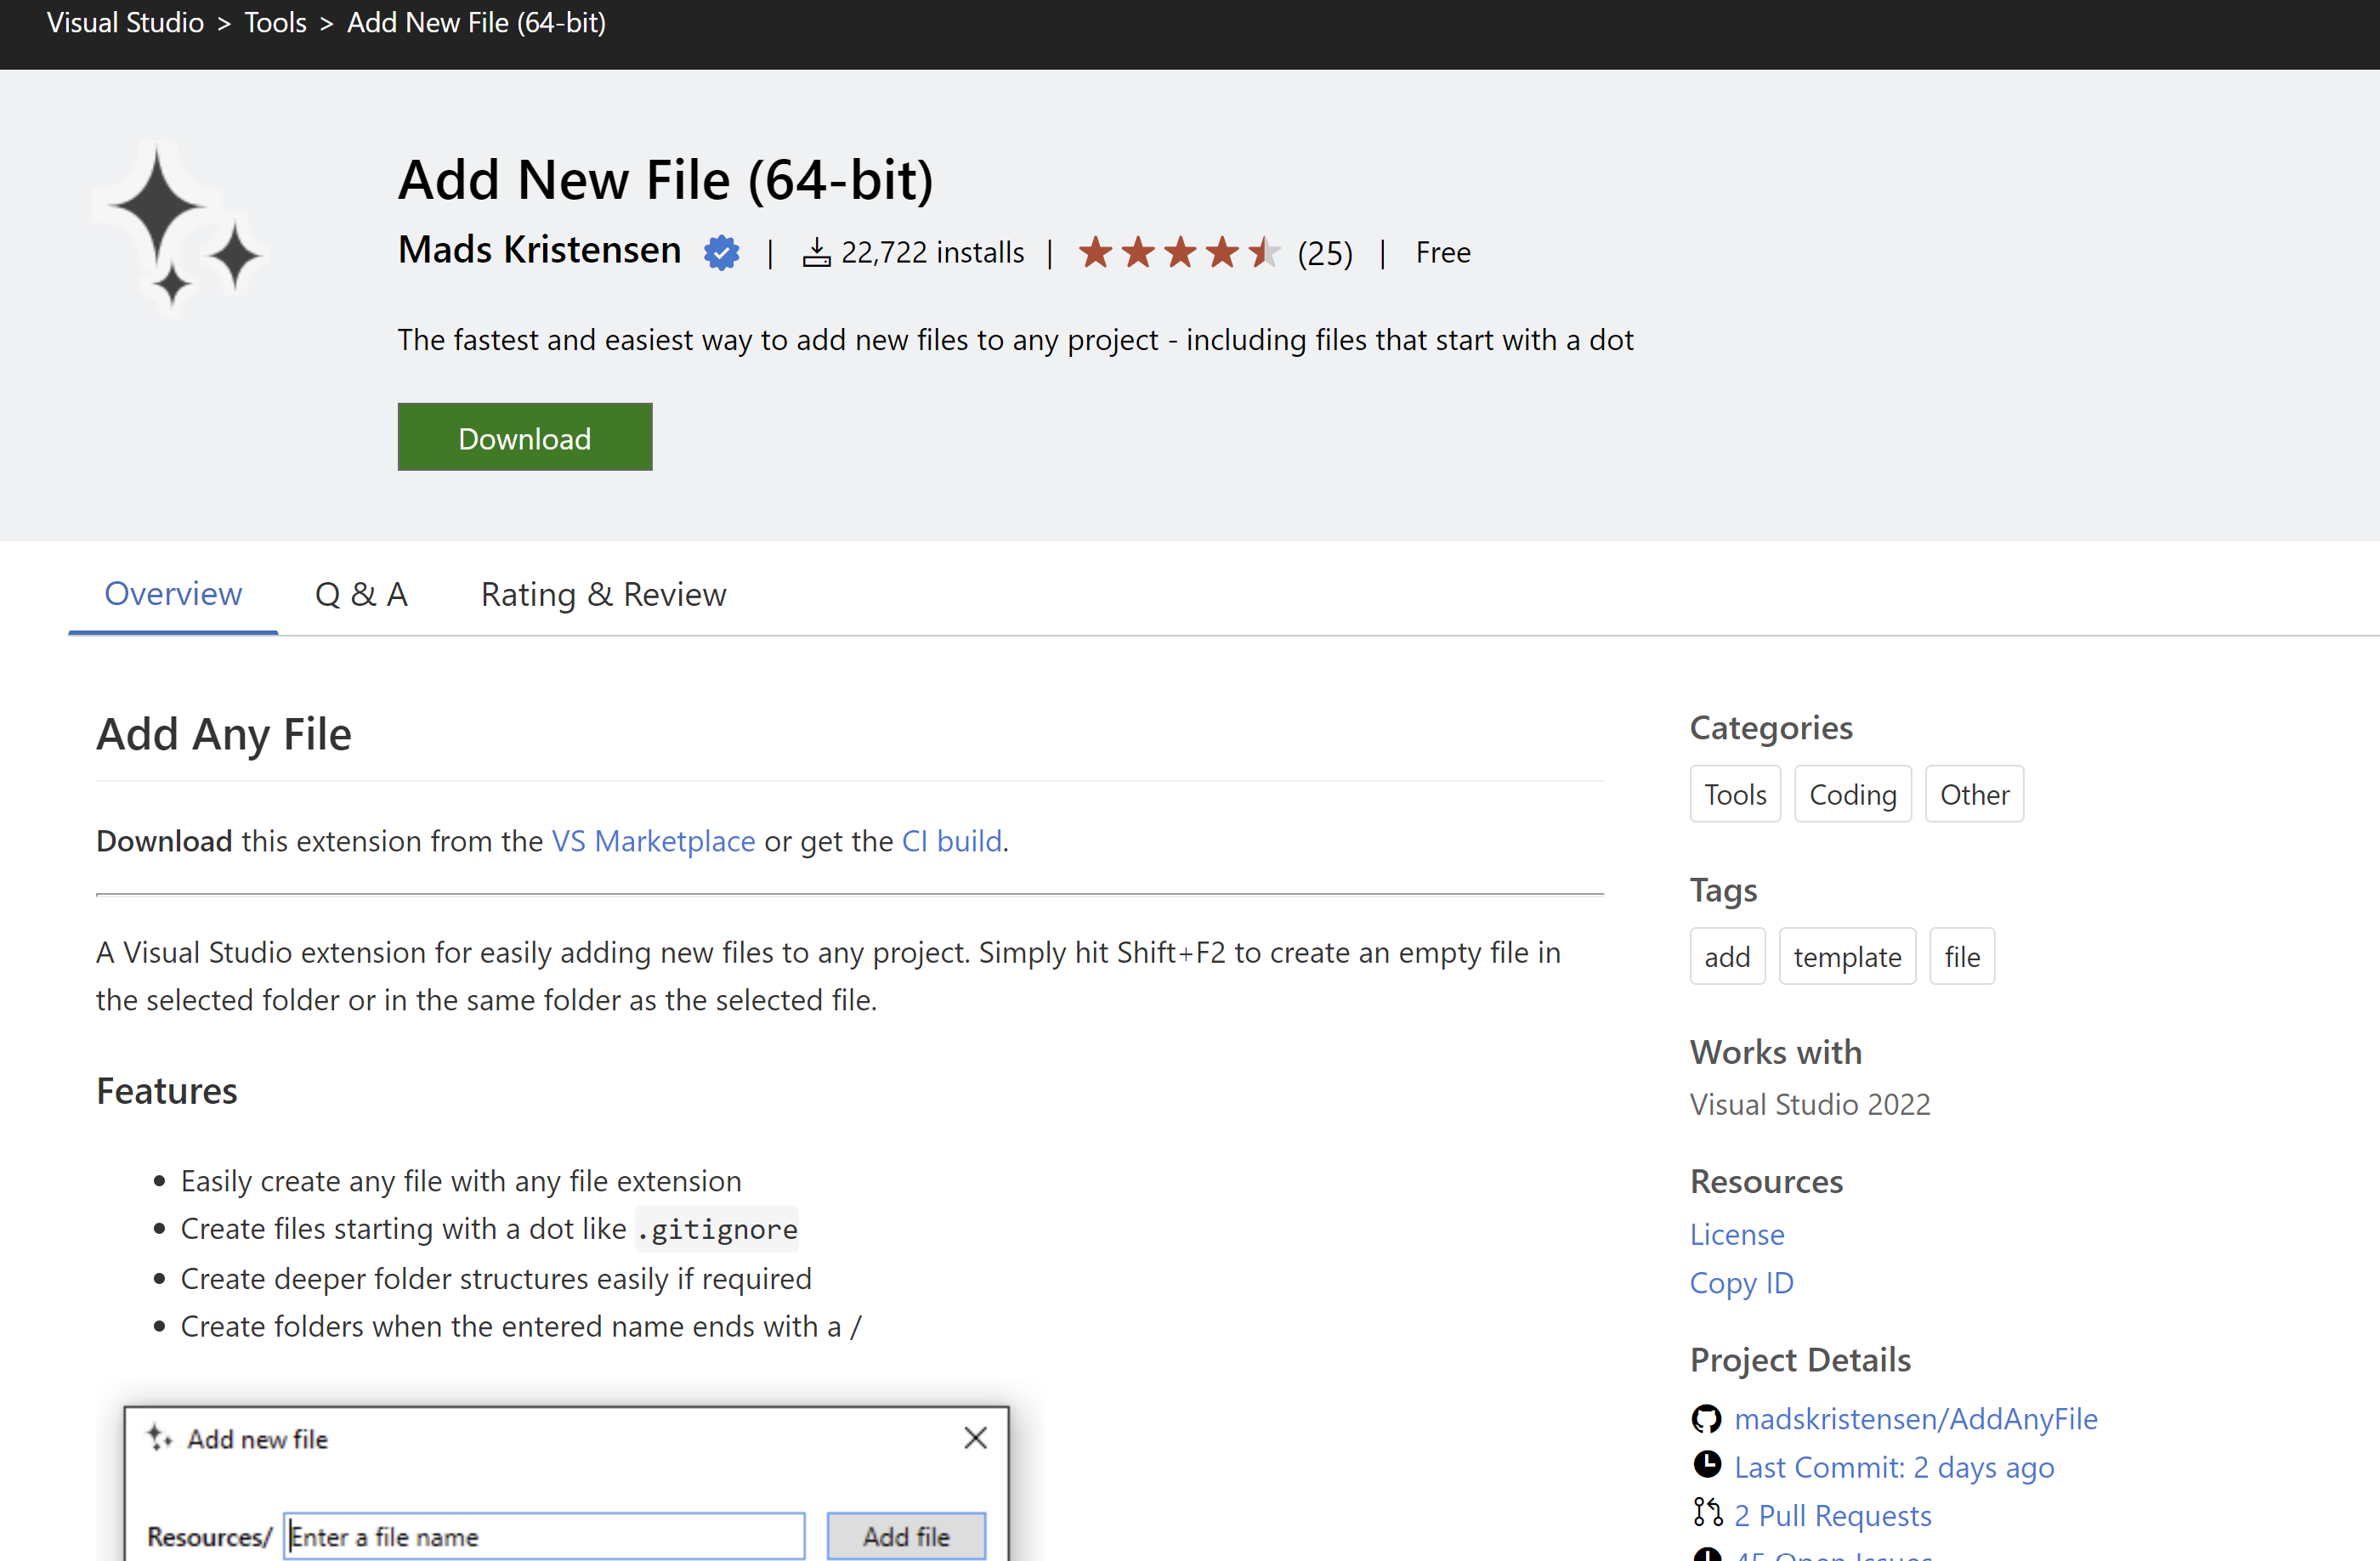 Visual Studio > Tools > Add New File (64-bit)
Add New File (64-bit)
Mads Kristensen | 22,722 installs | (25) | Free
The fastest and easiest way to add new files to any project - including files that start with a dot
Download
Overview Q & A Rating & Review
Add Any File
Download this extension from the VS Marketplace or get the CI build.
A Visual Studio extension for easily adding new files to any project. Simply hit Shift+F2 to create an empty file in
the selected folder or in the same folder as the selected file.
Features
Easily create any file with any file extension
Create files starting with a dot like .gitignore
Create deeper folder structures easily if required
Create folders when the entered name ends with a /
Add new file
Resources/ Enter a file name Add file
Categories
Tools Coding Other
Tags
add template file
Works with
Visual Studio 2022
Resources
License
Copy ID
Project Details
madskristensen/AddAnyFile
Last Commit: 2 days ago
2 Pull Requests
45 Open Issues